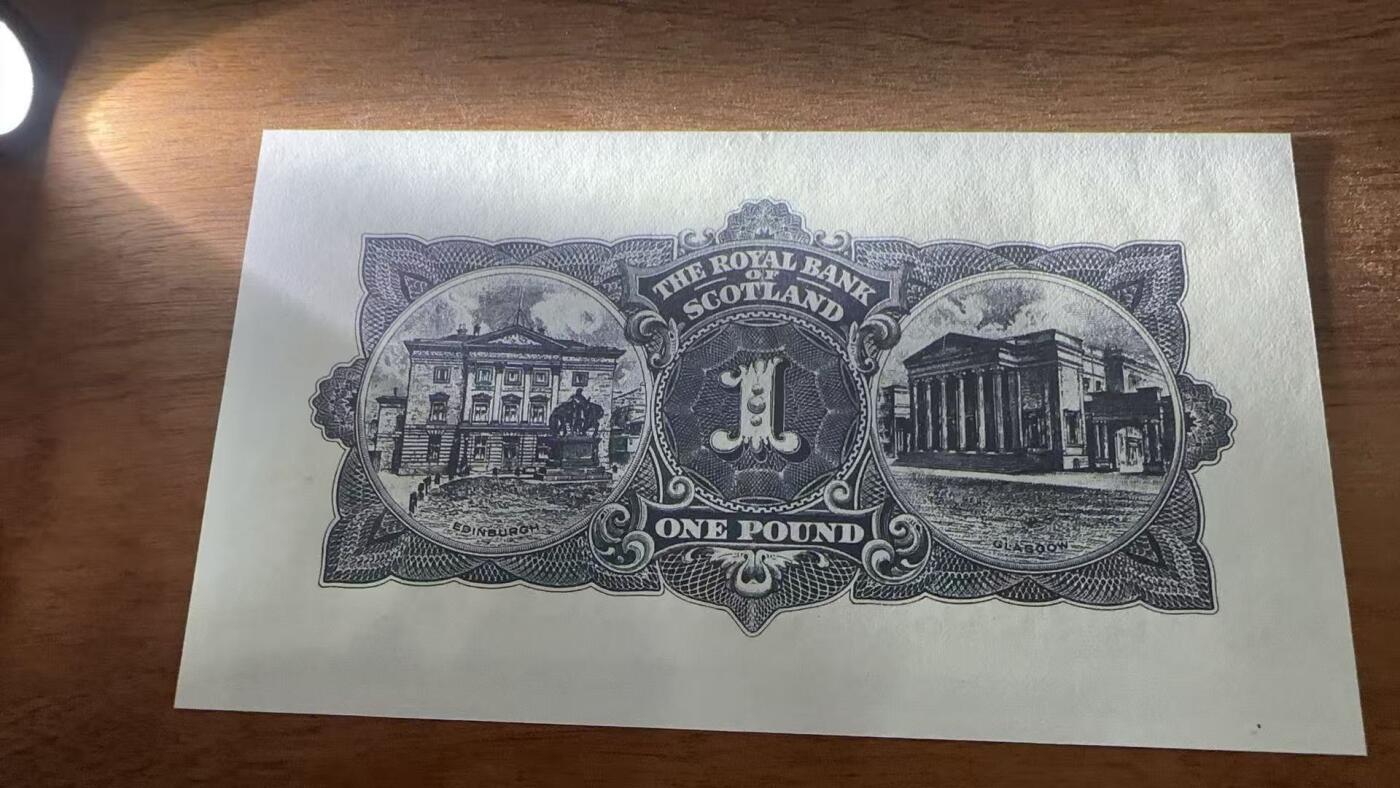 THE ROYAL BANK
OF
SCOTLAND
1
ONE POUND
EDINBURGH
GLASGOW